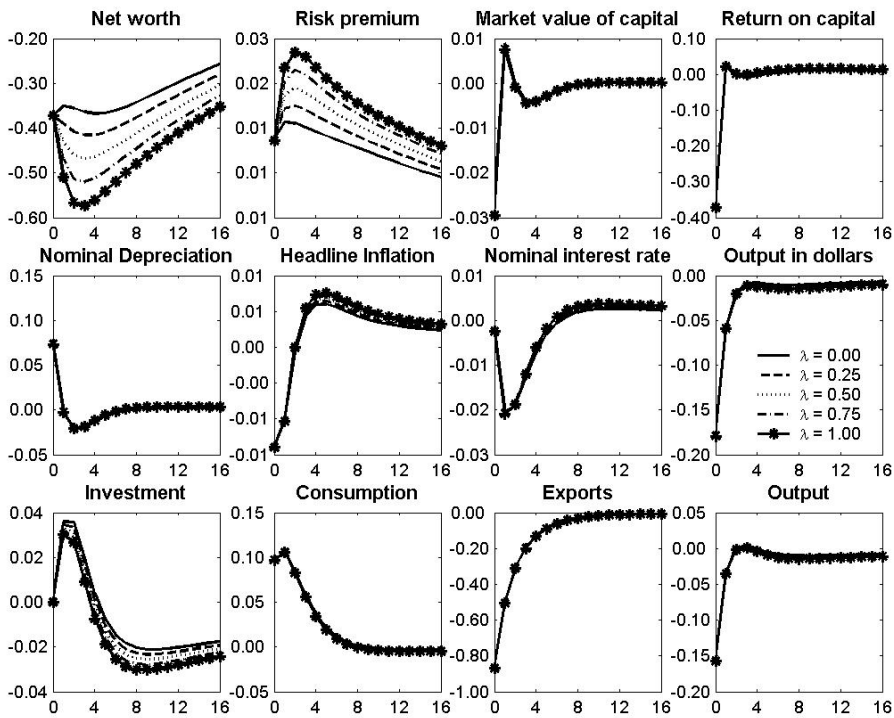 Net worth
-0.20
-0.30
-0.40
-0.50
-0.60
0 4 8 12 16
Risk premium
0.03
0.02
0.01
0.01
0.01
0 4 8 12 16
Market value of capital
0.01
0.00
-0.01
-0.02
-0.03
0 4 8 12 16
Return on capital
0.10
0.00
-0.10
-0.20
-0.30
-0.40
0 4 8 12 16
Nominal Depreciation
0.15
0.10
0.05
0.00
-0.05
0 4 8 12 16
Headline Inflation
0.01
0.01
0.00
-0.00
-0.01
-0.01
0 4 8 12 16
Nominal interest rate
0.01
0.00
-0.01
-0.02
-0.03
0 4 8 12 16
Output in dollars
0.00
-0.05
-0.10
-0.15
-0.20
λ = 0.00
λ = 0.25
λ = 0.50
λ = 0.75
λ = 1.00
0 4 8 12 16
Investment
0.04
0.02
0.00
-0.02
-0.04
0 4 8 12 16
Consumption
0.15
0.10
0.05
0.00
0.05
0 4 8 12 16
Exports
0.00
-0.20
-0.40
-0.60
-0.80
-1.00
0 4 8 12 16
Output
0.05
0.00
-0.05
-0.10
-0.15
-0.20
0 4 8 12 16